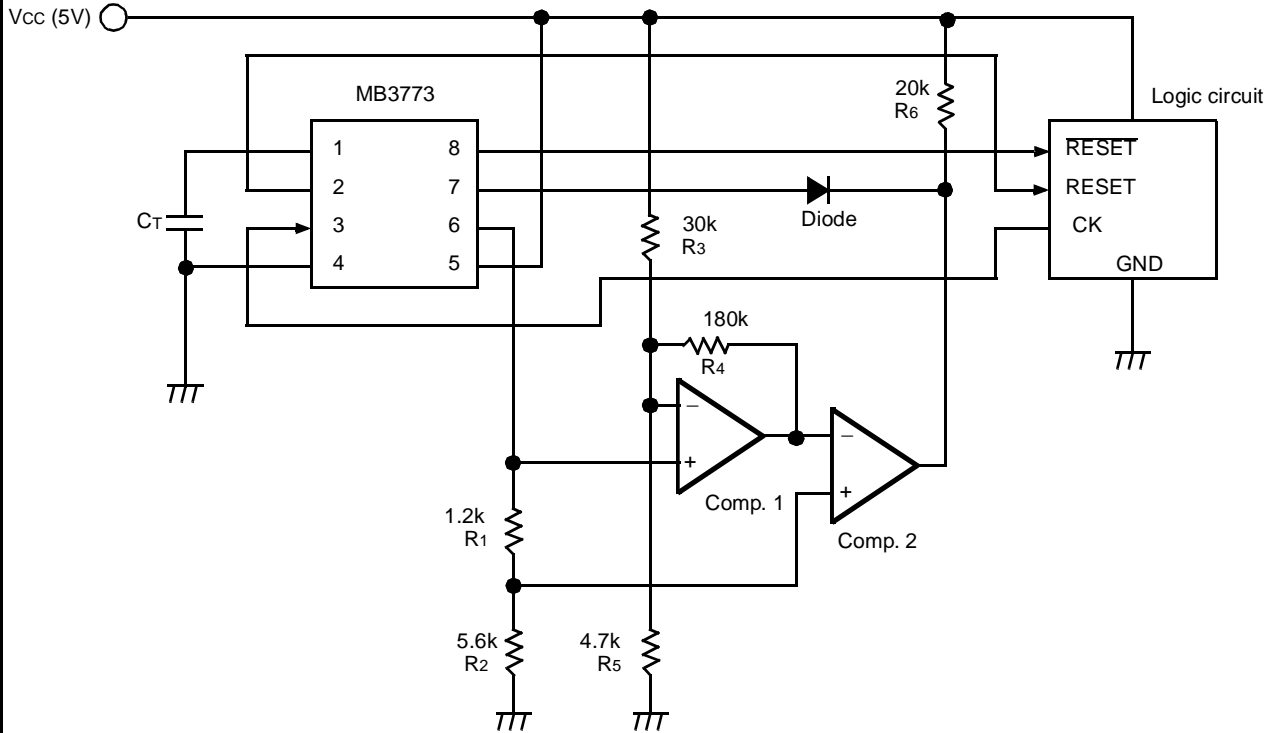 VCC (5V)
MB3773
1
2
3
4
8
7
6
5
CT
20k
R6
Logic circuit
RESET
RESET
CK
GND
Diode
30k
R3
180k
R4
–
+
Comp. 1
–
+
Comp. 2
1.2k
R1
5.6k
R2
4.7k
R5